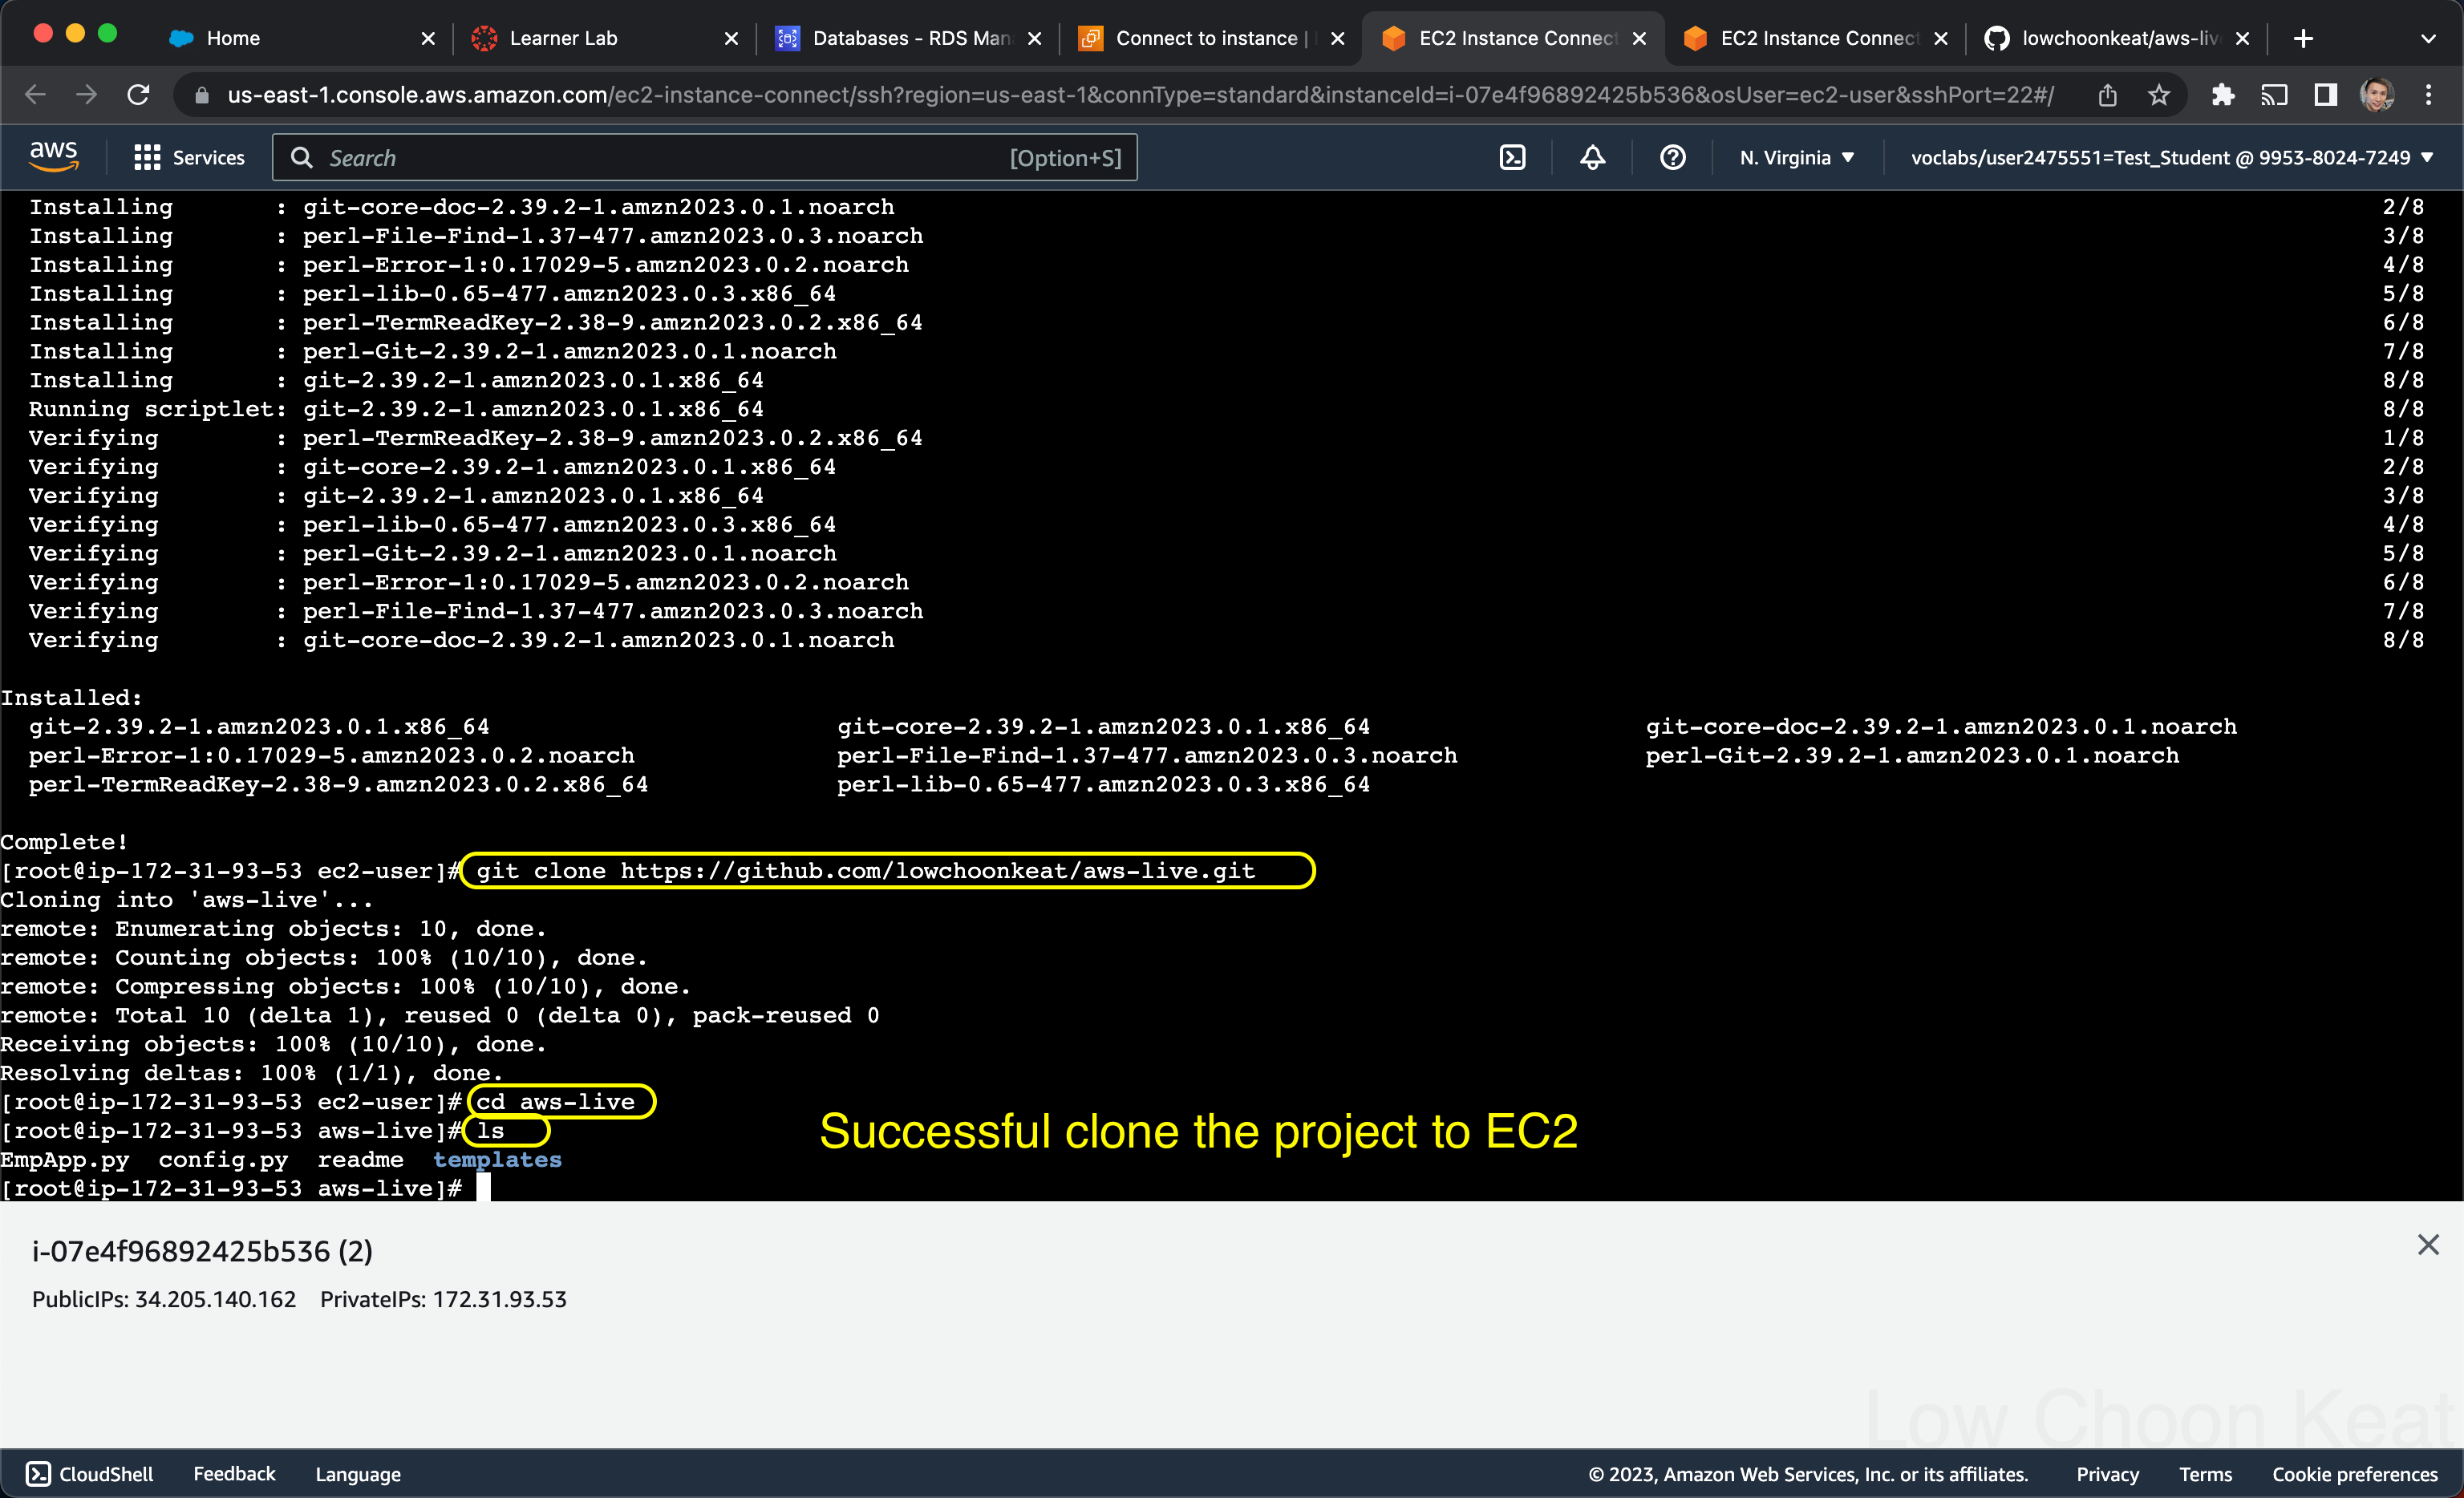 Home
Learner Lab
Databases - RDS Man
Connect to instance |
EC2 Instance Connect
EC2 Instance Connect
lowchoonkeat/aws-liv
us-east-1.console.aws.amazon.com/ec2-instance-connect/ssh?region=us-east-1&connType=standard&instanceId=i-07e4f96892425b536&osUser=ec2-user&sshPort=22#/
aws
Services
Search
[Option+S]
N. Virginia
voclabs/user2475551=Test_Student @ 9953-8024-7249
Installing : git-core-doc-2.39.2-1.amzn2023.0.1.noarch 2/8
Installing : perl-File-Find-1.37-477.amzn2023.0.3.noarch 3/8
Installing : perl-Error-1:0.17029-5.amzn2023.0.2.noarch 4/8
Installing : perl-lib-0.65-477.amzn2023.0.3.x86_64 5/8
Installing : perl-TermReadKey-2.38-9.amzn2023.0.2.x86_64 6/8
Installing : perl-Git-2.39.2-1.amzn2023.0.1.noarch 7/8
Installing : git-2.39.2-1.amzn2023.0.1.x86_64 8/8
Running scriptlet: git-2.39.2-1.amzn2023.0.1.x86_64 8/8
Verifying : perl-TermReadKey-2.38-9.amzn2023.0.2.x86_64 1/8
Verifying : git-core-2.39.2-1.amzn2023.0.1.x86_64 2/8
Verifying : git-2.39.2-1.amzn2023.0.1.x86_64 3/8
Verifying : perl-lib-0.65-477.amzn2023.0.3.x86_64 4/8
Verifying : perl-Git-2.39.2-1.amzn2023.0.1.noarch 5/8
Verifying : perl-Error-1:0.17029-5.amzn2023.0.2.noarch 6/8
Verifying : perl-File-Find-1.37-477.amzn2023.0.3.noarch 7/8
Verifying : git-core-doc-2.39.2-1.amzn2023.0.1.noarch 8/8
Installed:
git-2.39.2-1.amzn2023.0.1.x86_64 git-core-2.39.2-1.amzn2023.0.1.x86_64 git-core-doc-2.39.2-1.amzn2023.0.1.noarch
perl-Error-1:0.17029-5.amzn2023.0.2.noarch perl-File-Find-1.37-477.amzn2023.0.3.noarch perl-Git-2.39.2-1.amzn2023.0.1.noarch
perl-TermReadKey-2.38-9.amzn2023.0.2.x86_64 perl-lib-0.65-477.amzn2023.0.3.x86_64
Complete!
[root@ip-172-31-93-53 ec2-user]# git clone https://github.com/lowchoonkeat/aws-live.git
Cloning into 'aws-live'...
remote: Enumerating objects: 10, done.
remote: Counting objects: 100% (10/10), done.
remote: Compressing objects: 100% (10/10), done.
remote: Total 10 (delta 1), reused 0 (delta 0), pack-reused 0
Receiving objects: 100% (10/10), done.
Resolving deltas: 100% (1/1), done.
[root@ip-172-31-93-53 ec2-user]# cd aws-live
[root@ip-172-31-93-53 aws-live]# ls
Successful clone the project to EC2
EmpApp.py config.py readme templates
[root@ip-172-31-93-53 aws-live]#
i-07e4f96892425b536 (2)
PublicIPs: 34.205.140.162 PrivateIPs: 172.31.93.53
Low Choon Keat
CloudShell
Feedback
Language
© 2023, Amazon Web Services, Inc. or its affiliates.
Privacy
Terms
Cookie preferences